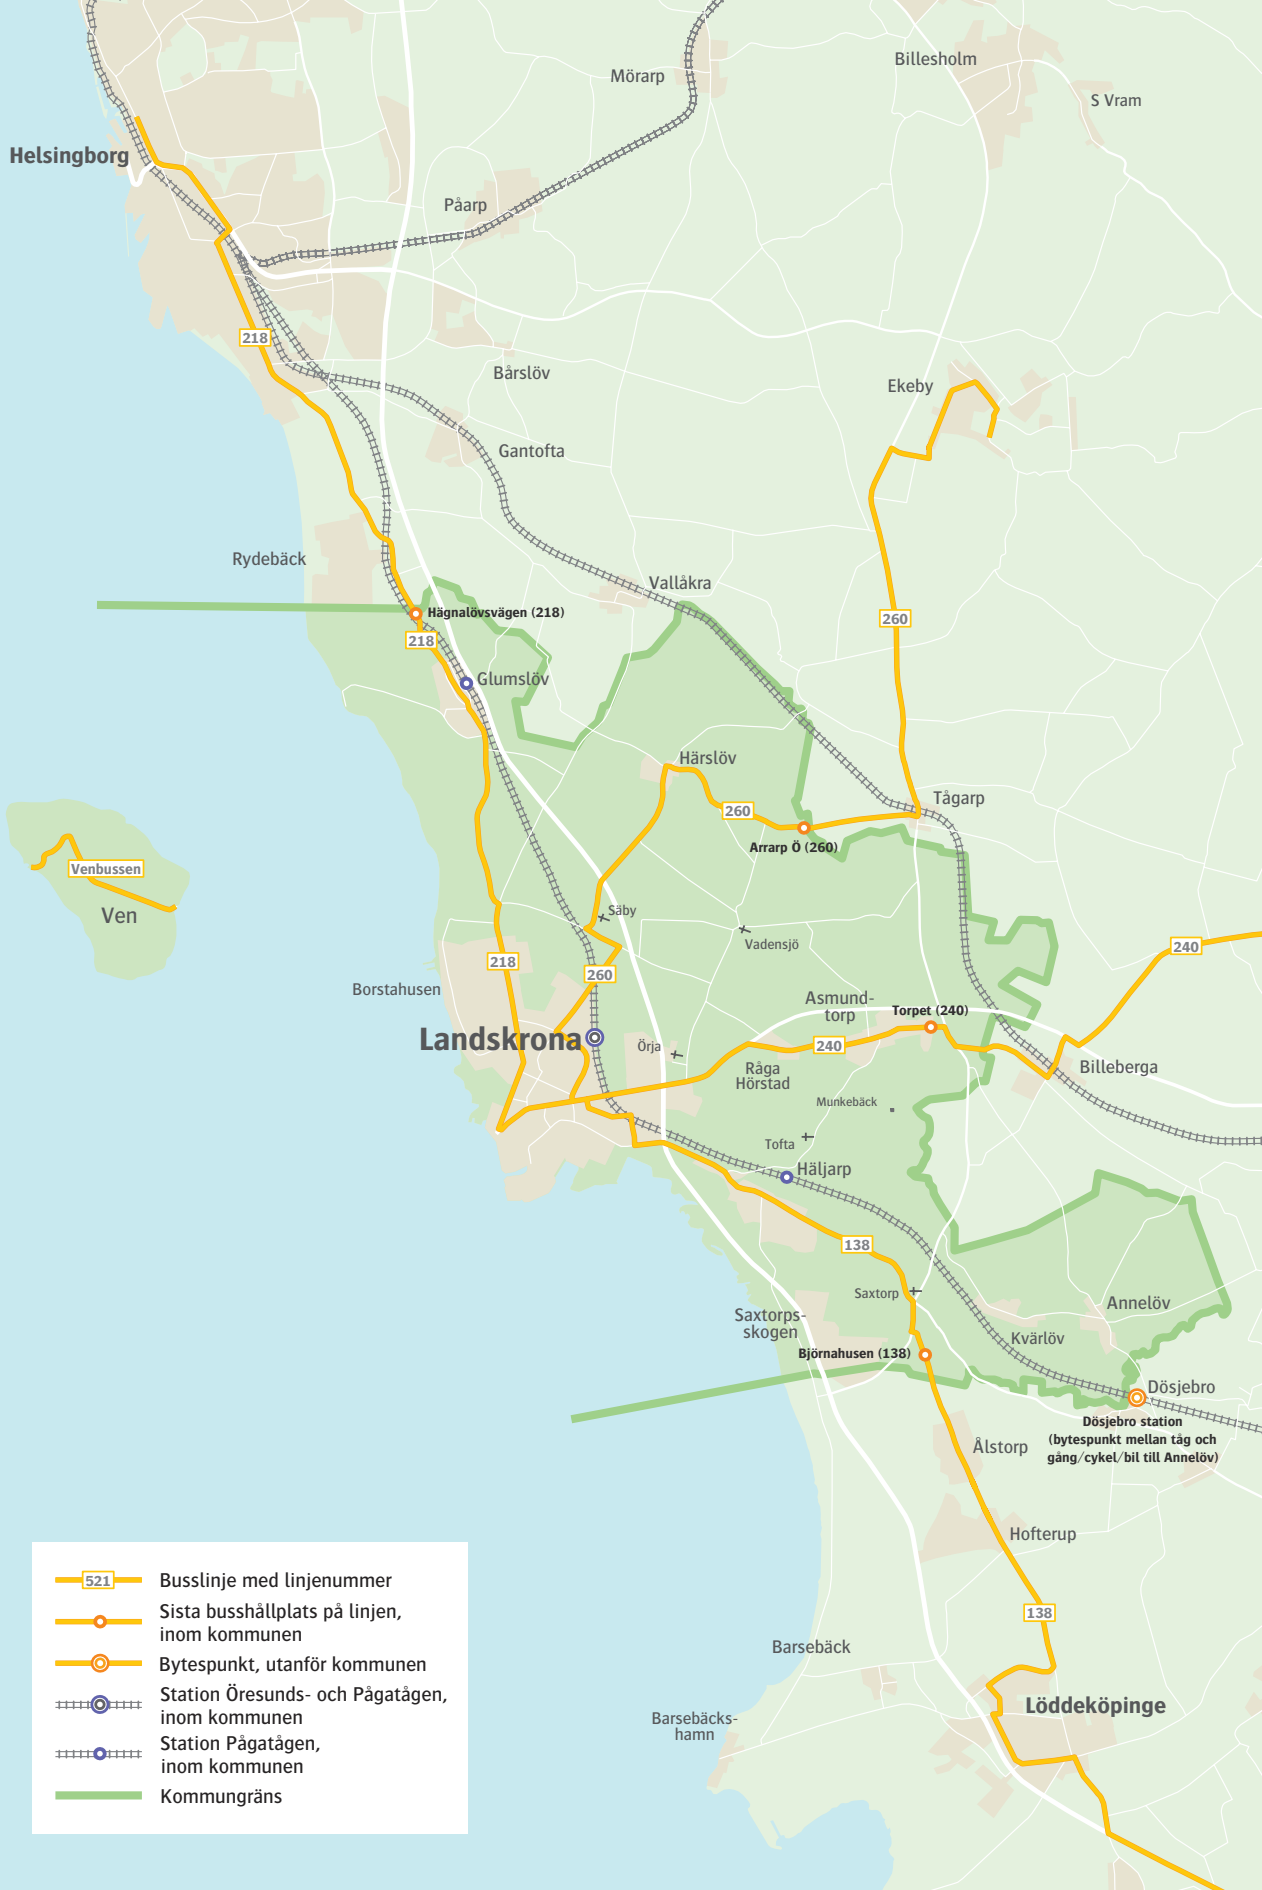 Mörarp
Billesholm
S Vram
Helsingborg
Påarp
218
Bårslöv
Ekeby
Gantofta
Rydebäck
Vallåkra
Hägnalövsvägen (218)
260
218
Glumslöv
Härslöv
Tågarp
260
Arrarp Ö (260)
Venbussen
Ven
Säby
Vadensjö
240
218
260
Borstahusen
Asmund-
torp
Torpet (240)
Landskrona
Örja
240
Råga
Hörstad
Billeberga
Munkebäck
Tofta
Häljarp
138
Saxtorp
Annelöv
Saxtorps-
skogen
Kvärlöv
Björnahusen (138)
Dösjebro
Dösjebro station
(bytespunkt mellan tåg och
gång/cykel/bil till Annelöv)
Ålstorp
Hofterup
138
Barsebäck
Löddeköpinge
Barsebäcks-
hamn
521
Busslinje med linjenummer
Sista busshållplats på linjen,
inom kommunen
Bytespunkt, utanför kommunen
Station Öresunds- och Pågatågen,
inom kommunen
Station Pågatågen,
inom kommunen
Kommungräns